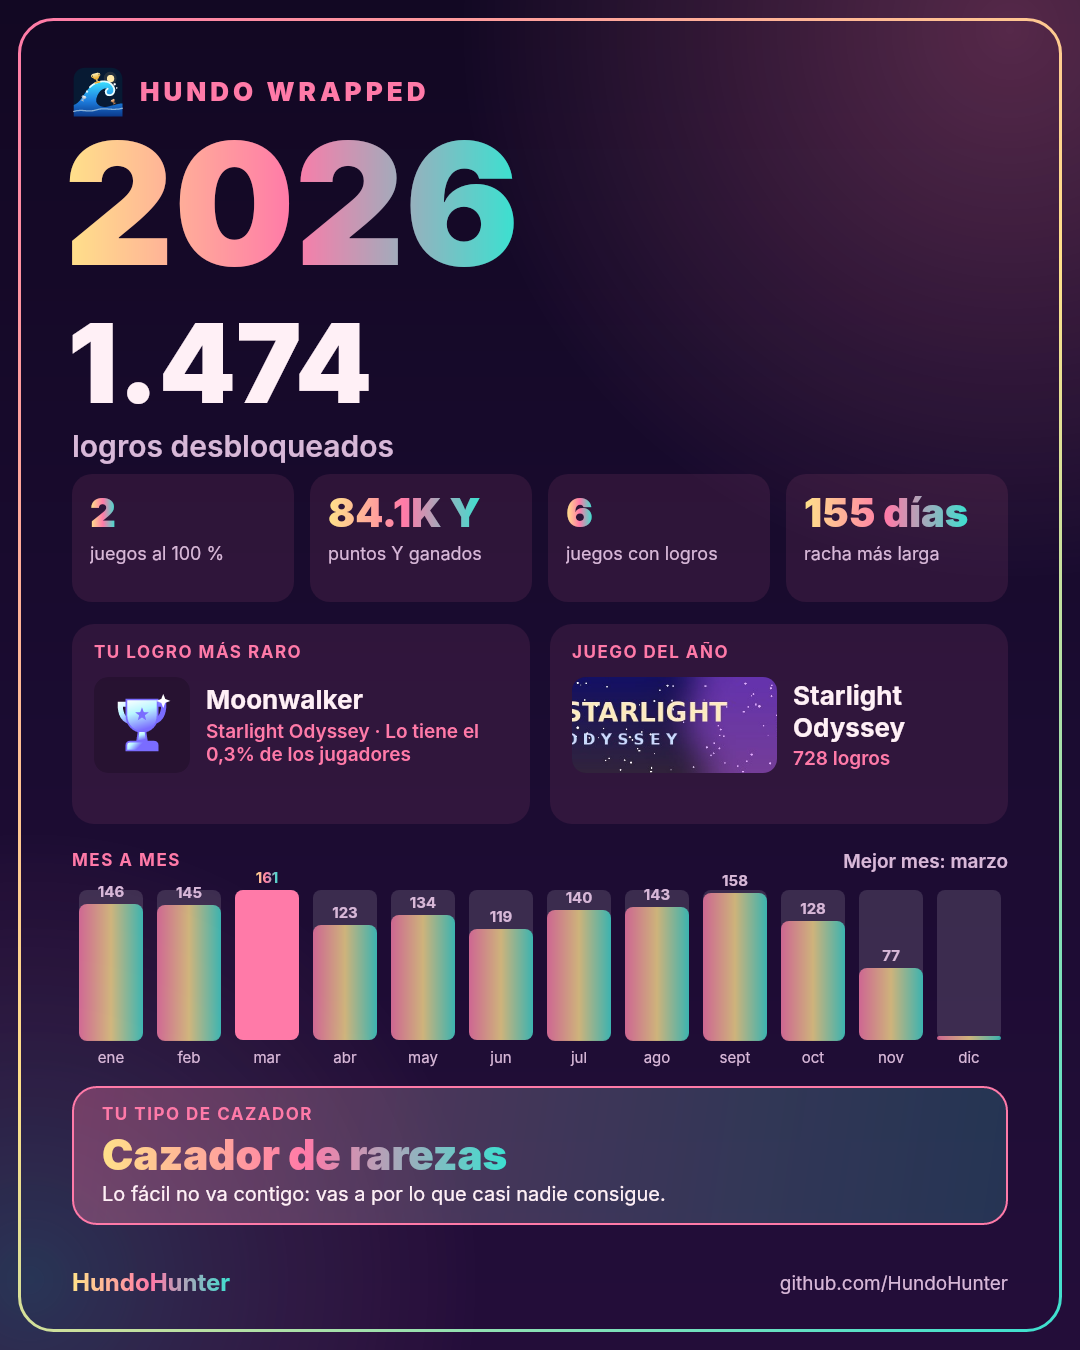 HUNDO WRAPPED
2026
1.474
logros desbloqueados
2
juegos al 100 %
84.1K Y
puntos Y ganados
6
juegos con logros
155 días
racha más larga
TU LOGRO MÁS RARO
Moonwalker
Starlight Odyssey · Lo tiene el
0,3% de los jugadores
JUEGO DEL AÑO
STARLIGHT
ODYSSEY
Starlight
Odyssey
728 logros
MES A MES
Mejor mes: marzo
146 145 161 123 134 119 140 143 158 128 77
ene feb mar abr may jun jul ago sept oct nov dic
TU TIPO DE CAZADOR
Cazador de rarezas
Lo fácil no va contigo: vas a por lo que casi nadie consigue.
HundoHunter
github.com/HundoHunter